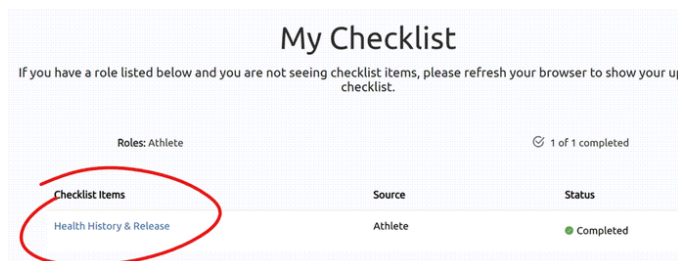 My Checklist
If you have a role listed below and you are not seeing checklist items, please refresh your browser to show your
checklist.
Roles: Athlete
1 of 1 completed
Checklist Items Source Status
Health History & Release Athlete Completed